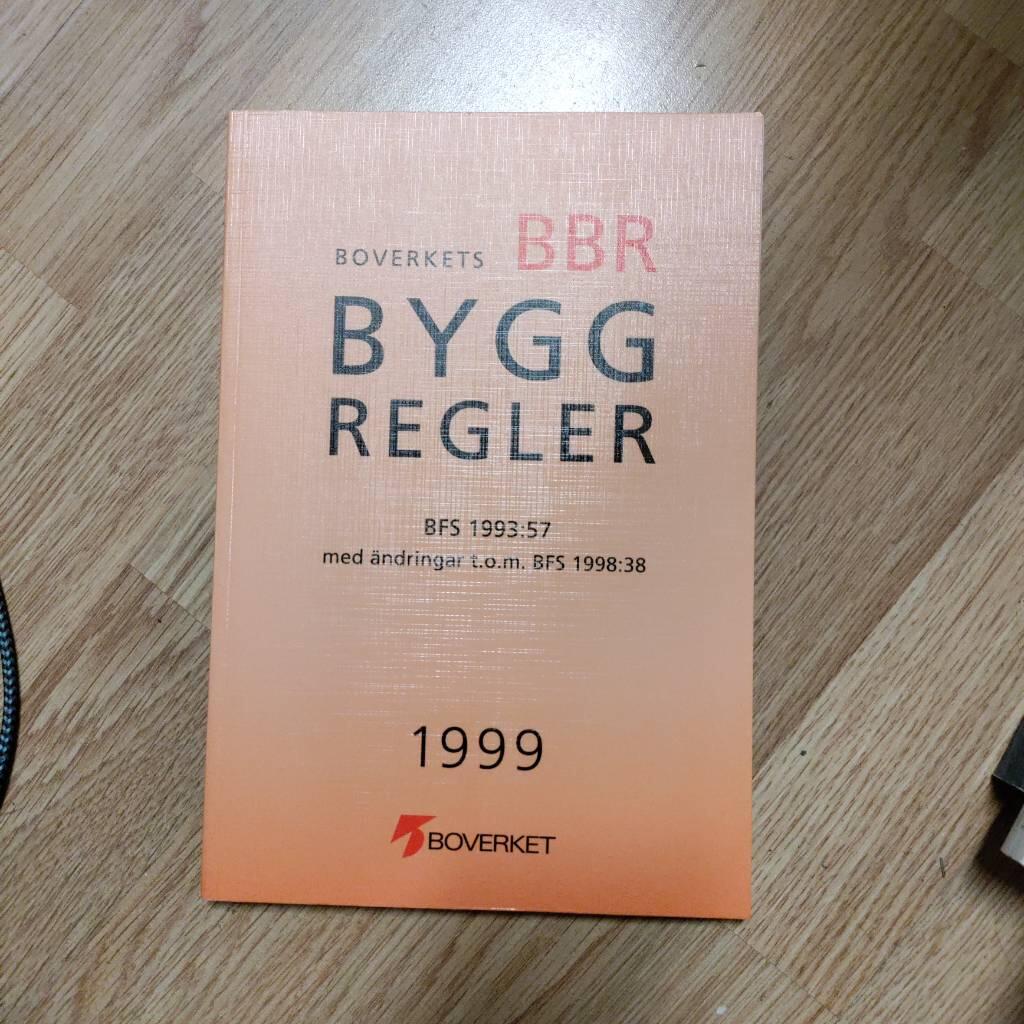 BOVERKETS BBR
BYGG
REGLER
BFS 1993:57
med ändringar t.o.m. BFS 1998:38
1999
BOVERKET